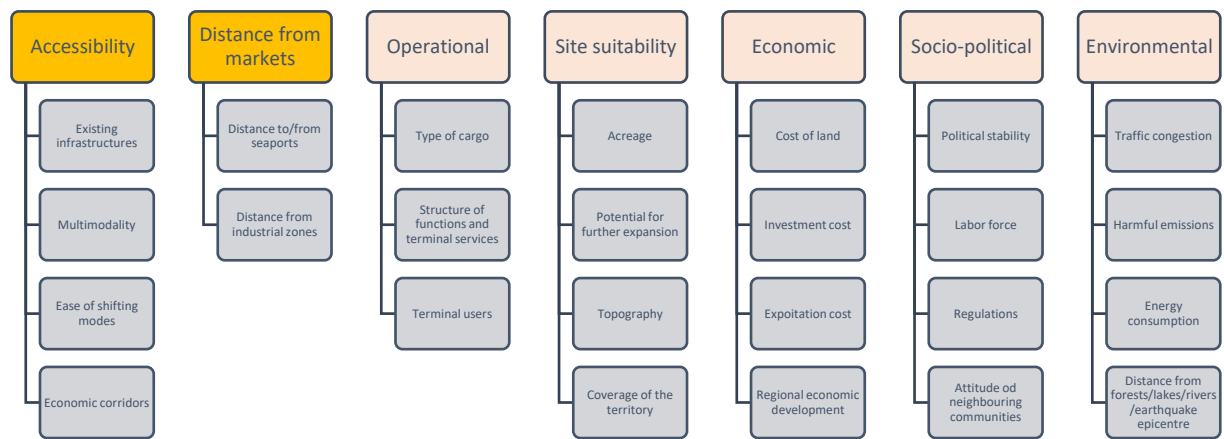 Accessibility
Existing
infrastructures
Multimodality
Ease of shifting
modes
Economic corridors
Distance from
markets
Distance to/from
seaports
Distance from
industrial zones
Operational
Type of cargo
Structure of
functions and
terminal services
Terminal users
Site suitability
Acreage
Potential for
further expansion
Topography
Coverage of the
territory
Economic
Cost of land
Investment cost
Expoitation cost
Regional economic
development
Socio-political
Political stability
Labor force
Regulations
Attitude od
neighbouring
communities
Environmental
Traffic congestion
Harmful emissions
Energy
consumption
Distance from
forests/lakes/rivers
/earthquake
epicentre